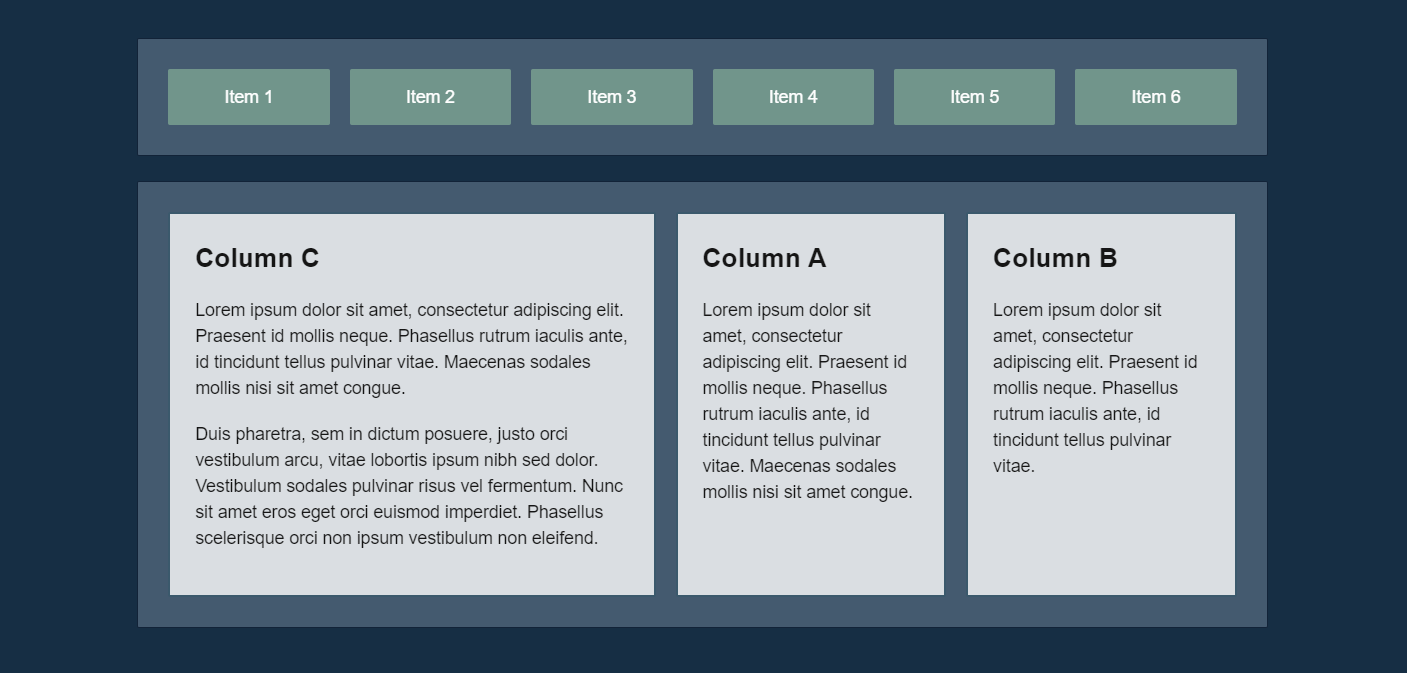 Item 1
Item 2
Item 3
Item 4
Item 5
Item 6
Column C
Lorem ipsum dolor sit amet, consectetur adipiscing elit.
Praesent id mollis neque. Phasellus rutrum iaculis ante,
id tincidunt tellus pulvinar vitae. Maecenas sodales
mollis nisi sit amet congue.
Duis pharetra, sem in dictum posuere, justo orci
vestibulum arcu, vitae lobortis ipsum nibh sed dolor.
Vestibulum sodales pulvinar risus vel fermentum. Nunc
sit amet eros eget orci euismod imperdiet. Phasellus
scelerisque orci non ipsum vestibulum non eleifend.
Column A
Lorem ipsum dolor sit
amet, consectetur
adipiscing elit. Praesent id
mollis neque. Phasellus
rutrum iaculis ante, id
tincidunt tellus pulvinar
vitae. Maecenas sodales
mollis nisi sit amet congue.
Column B
Lorem ipsum dolor sit
amet, consectetur
adipiscing elit. Praesent id
mollis neque. Phasellus
rutrum iaculis ante, id
tincidunt tellus pulvinar
vitae.